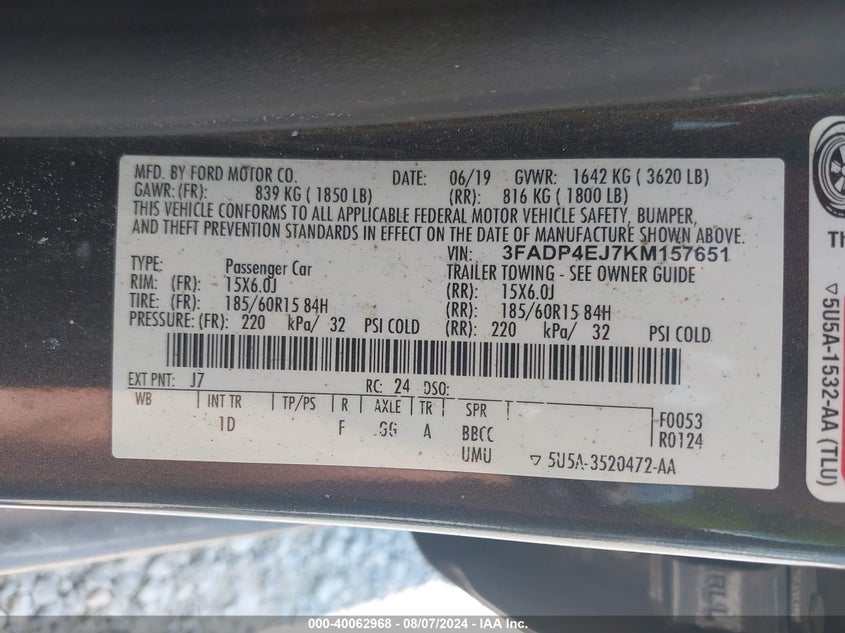 MFD. BY FORD MOTOR CO. DATE: 06/19 GVWR: 1642 KG ( 3620 LB)
GAWR: (FR): 839 KG ( 1850 LB) (RR): 816 KG ( 1800 LB)
THIS VEHICLE CONFORMS TO ALL APPLICABLE FEDERAL MOTOR VEHICLE SAFETY, BUMPER,
AND THEFT PREVENTION STANDARDS IN EFFECT ON THE DATE OF MANUFACTURE SHOWN ABOVE.
VIN: 3FADP4EJ7KM157651
TYPE: Passenger Car TRAILER TOWING - SEE OWNER GUIDE
RIM: (FR): 15X6.0J (RR): 15X6.0J
TIRE: (FR): 185/60R15 84H (RR): 185/60R15 84H
PRESSURE: (FR): 220 kPa/ 32 PSI COLD (RR): 220 kPa/ 32 PSI COLD
EXT PNT: J7 RC: 24 DSO:
WB INT TR TP/PS R AXLE TR SPR F0053
1D F GG A BBCC R0124
UMU 5U5A-3520472-AA
5U5A-1532-AA (TLU)
000-40062968 - 08/07/2024 - IAAI Inc.